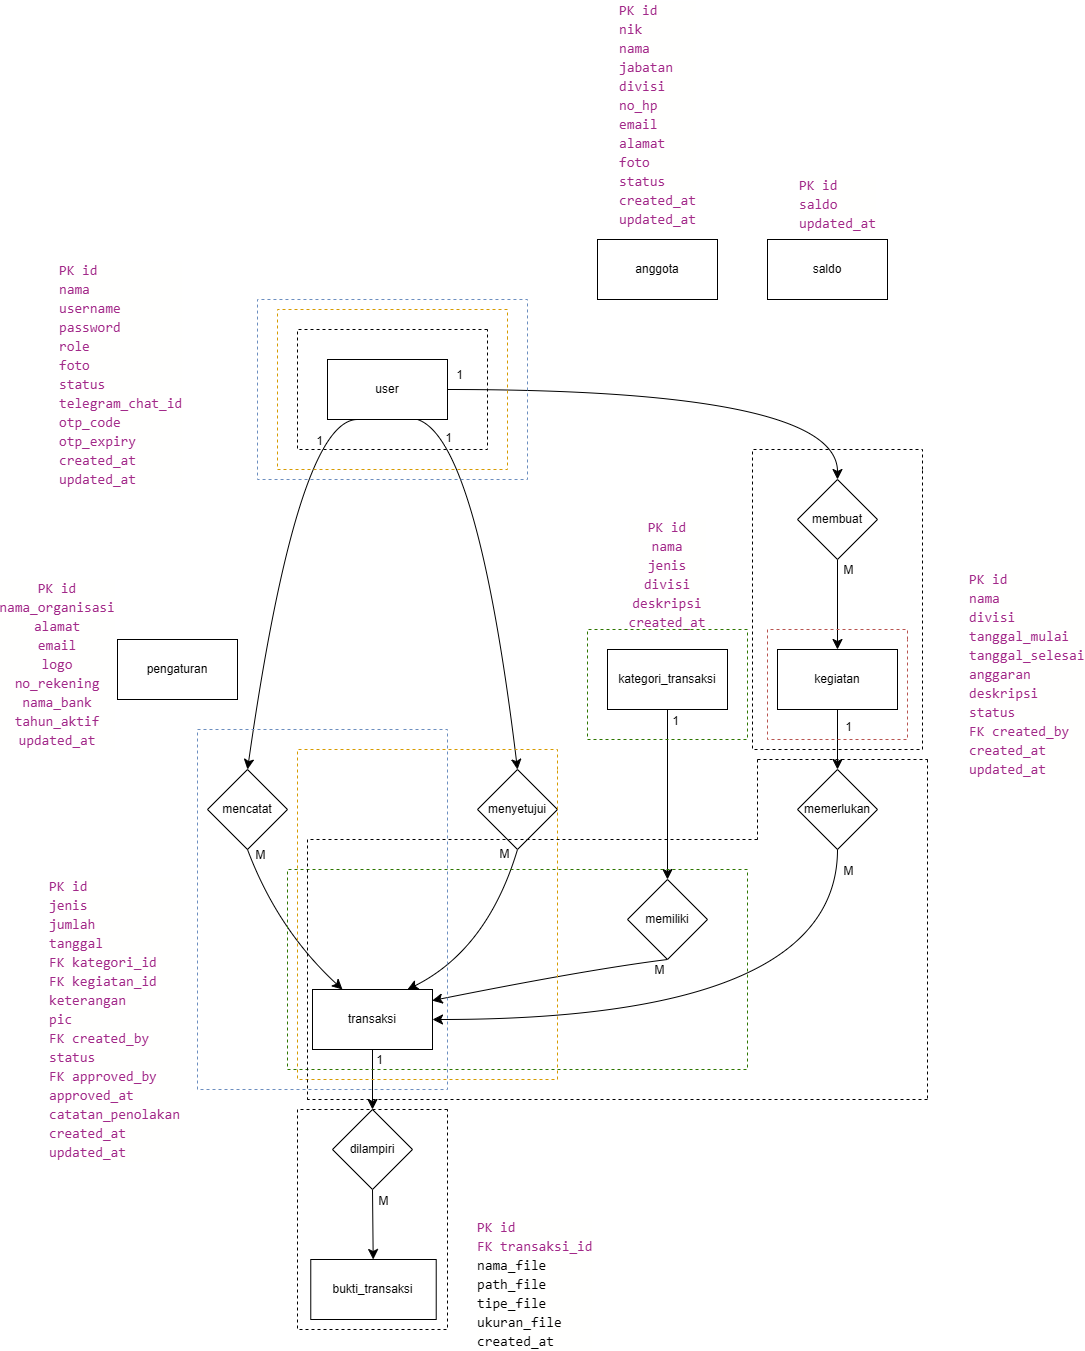 PK id
nik
nama
jabatan
divisi
no_hp
email
alamat
foto
status
created_at
updated_at
anggota
PK id
saldo
updated_at
saldo
PK id
nama
username
password
role
foto
status
telegram_chat_id
otp_code
otp_expiry
created_at
updated_at
user
1
1
1
membuat
M
PK id
nama
jenis
divisi
deskripsi
created_at
kategori_transaksi
1
kegiatan
1
PK id
nama
divisi
tanggal_mulai
tanggal_selesai
anggaran
deskripsi
status
FK created_by
created_at
updated_at
PK id
nama_organisasi
alamat
email
logo
no_rekening
nama_bank
tahun_aktif
updated_at
pengaturan
mencatat
M
menyetujui
M
memerlukan
M
memiliki
M
PK id
jenis
jumlah
tanggal
FK kategori_id
FK kegiatan_id
keterangan
pic
FK created_by
status
FK approved_by
approved_at
catatan_penolakan
created_at
updated_at
transaksi
1
dilampiri
M
bukti_transaksi
PK id
FK transaksi_id
nama_file
path_file
tipe_file
ukuran_file
created_at